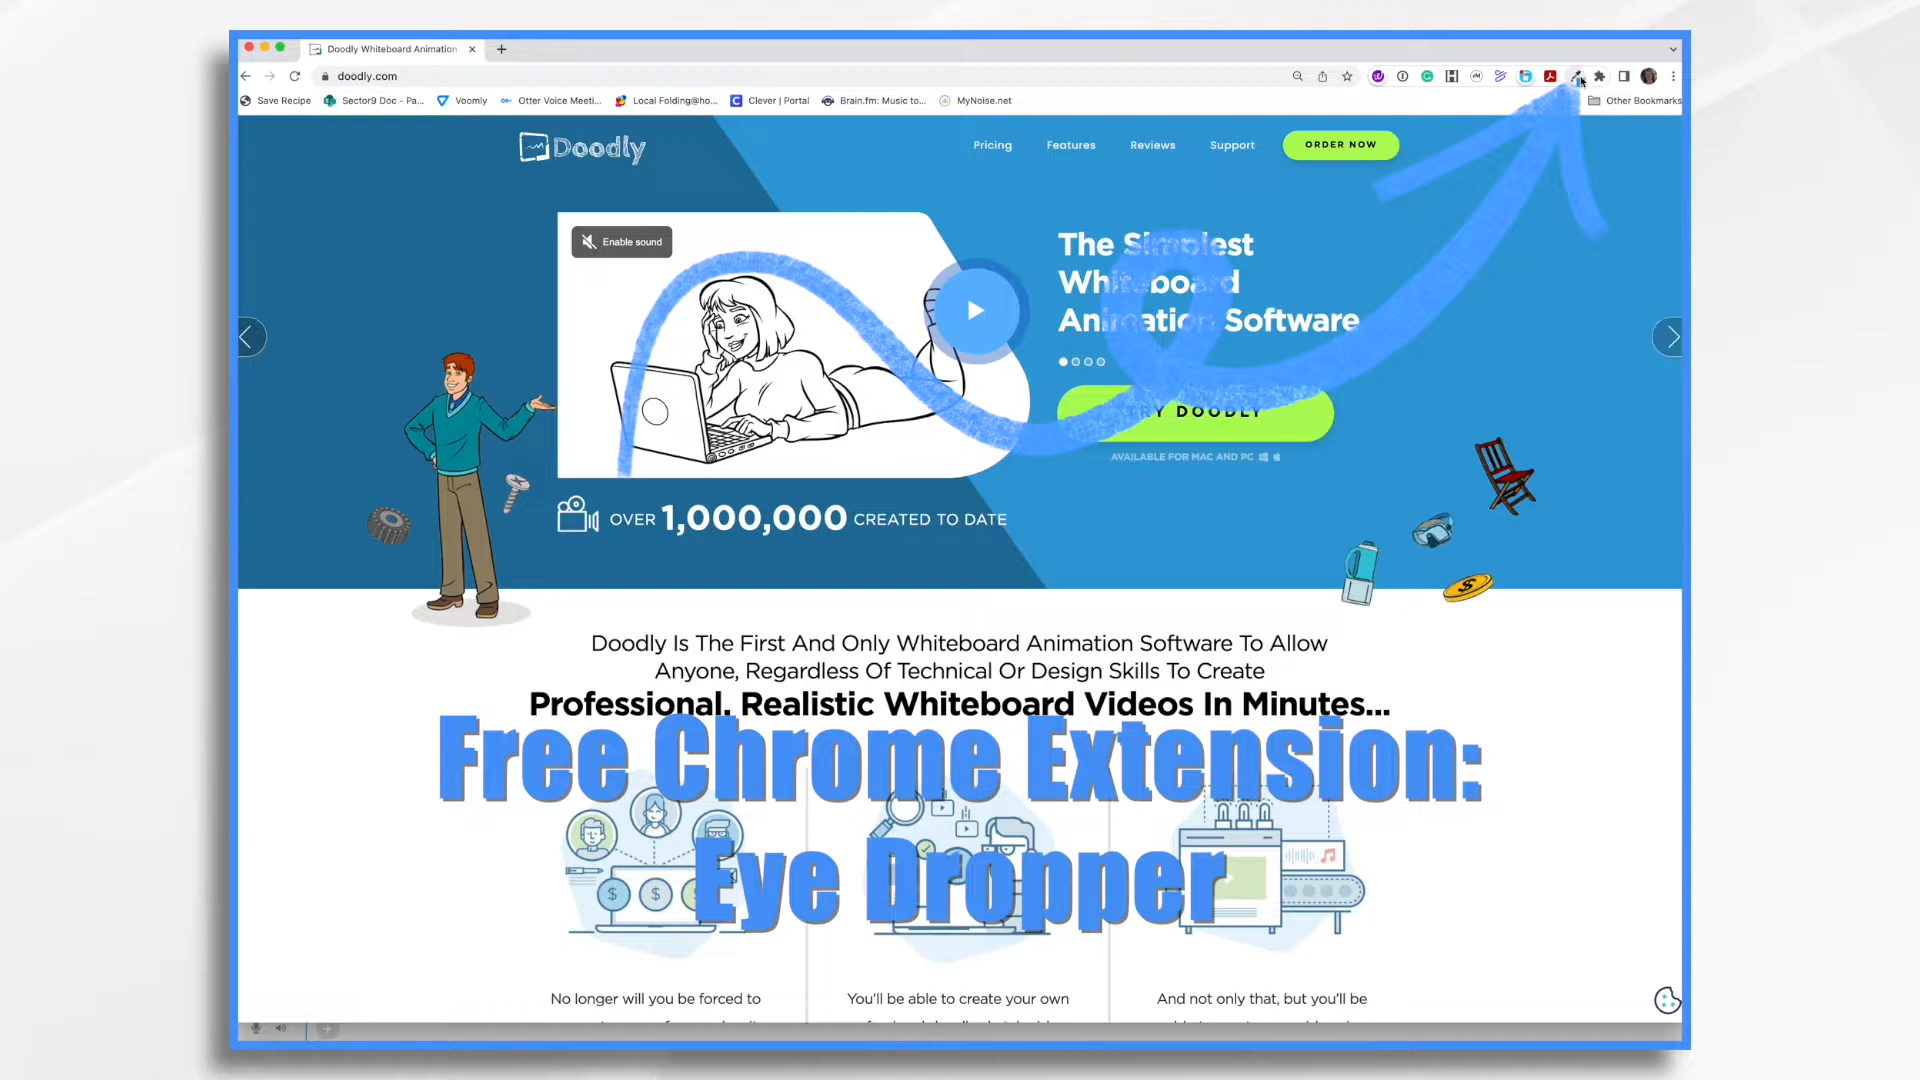 Doodly Whiteboard Animation
doodly.com
Save Recipe
Sector9 Doc - Pa...
Voomly
Otter Voice Meeti...
Local Folding@ho...
Clever | Portal
Brain.fm: Music to...
MyNoise.net
Other Bookmarks
Doodly
Pricing
Features
Reviews
Support
ORDER NOW
Enable sound
The Simplest
Whiteboard
Animation Software
TRY DOODLY
AVAILABLE FOR MAC AND PC
OVER 1,000,000 CREATED TO DATE
Doodly Is The First And Only Whiteboard Animation Software To Allow
Anyone, Regardless Of Technical Or Design Skills To Create
Professional, Realistic Whiteboard Videos In Minutes...
Free Chrome Extension:
Eye Dropper
No longer will you be forced to
You'll be able to create your own
And not only that, but you'll be